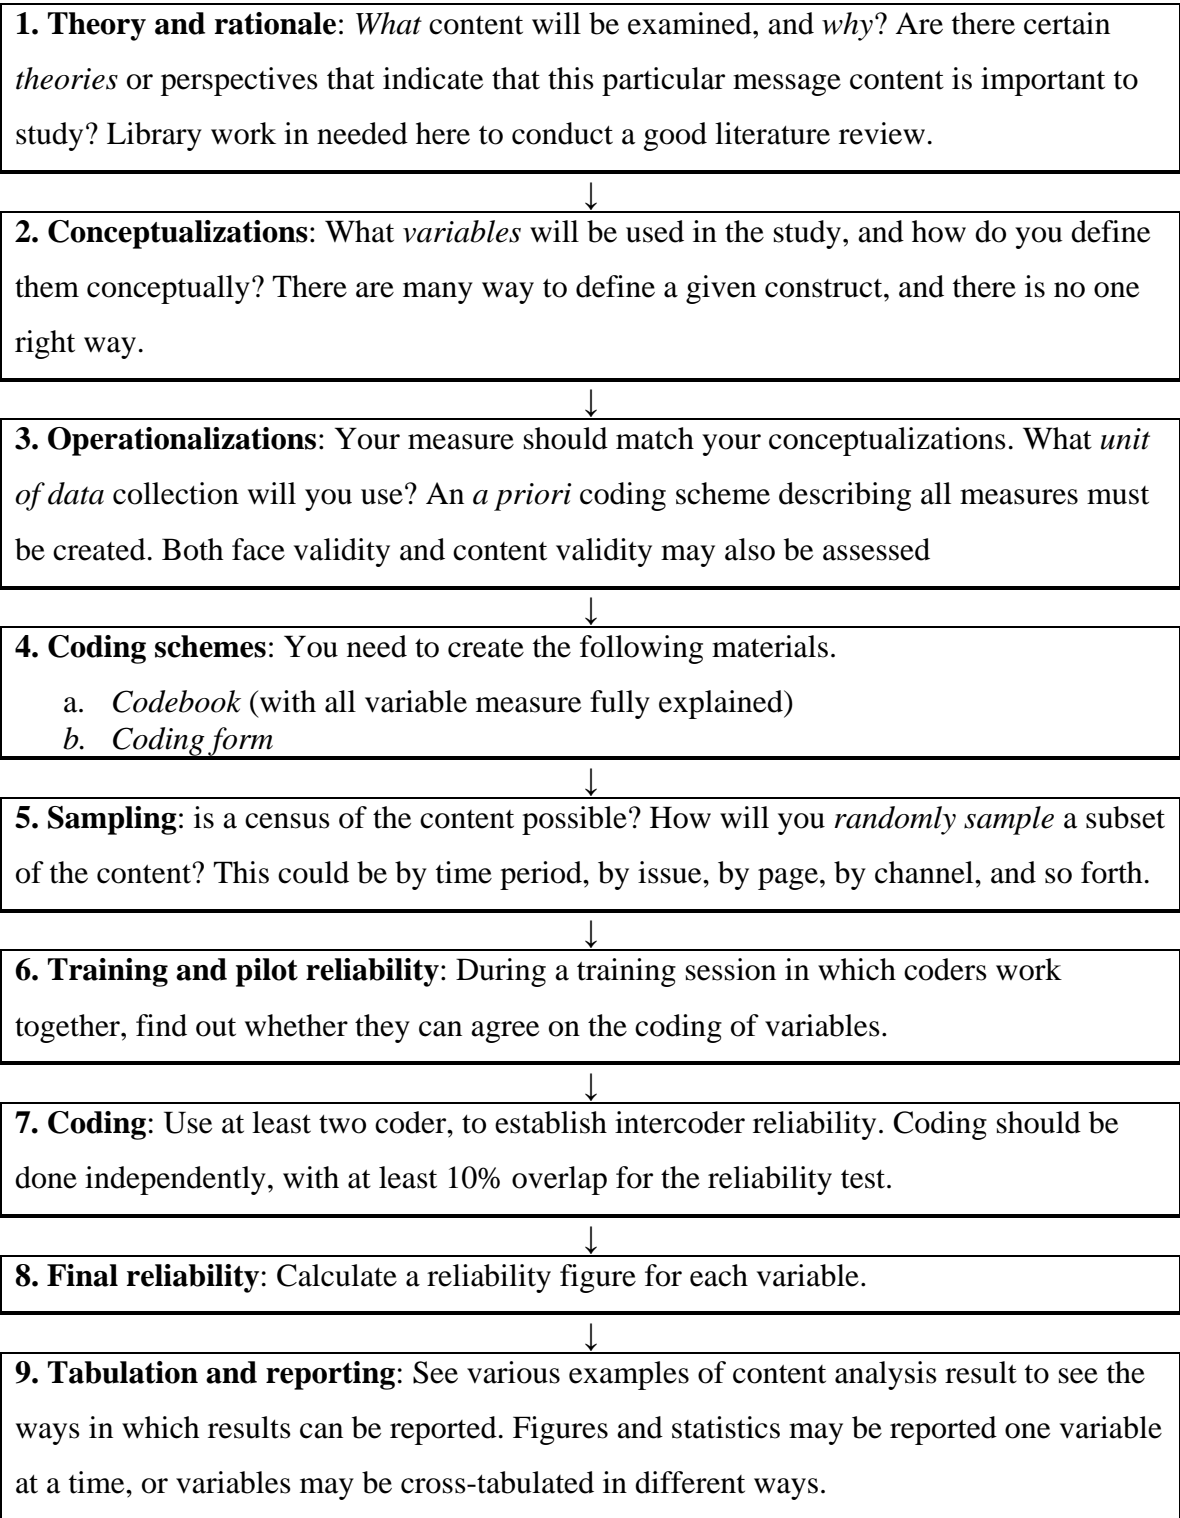 1. Theory and rationale: What content will be examined, and why? Are there certain
theories or perspectives that indicate that this particular message content is important to
study? Library work in needed here to conduct a good literature review.
↓
2. Conceptualizations: What variables will be used in the study, and how do you define
them conceptually? There are many way to define a given construct, and there is no one
right way.
↓
3. Operationalizations: Your measure should match your conceptualizations. What unit
of data collection will you use? An a priori coding scheme describing all measures must
be created. Both face validity and content validity may also be assessed
↓
4. Coding schemes: You need to create the following materials.
a. Codebook (with all variable measure fully explained)
b. Coding form
↓
5. Sampling: is a census of the content possible? How will you randomly sample a subset
of the content? This could be by time period, by issue, by page, by channel, and so forth.
↓
6. Training and pilot reliability: During a training session in which coders work
together, find out whether they can agree on the coding of variables.
↓
7. Coding: Use at least two coder, to establish intercoder reliability. Coding should be
done independently, with at least 10% overlap for the reliability test.
↓
8. Final reliability: Calculate a reliability figure for each variable.
↓
9. Tabulation and reporting: See various examples of content analysis result to see the
ways in which results can be reported. Figures and statistics may be reported one variable
at a time, or variables may be cross-tabulated in different ways.